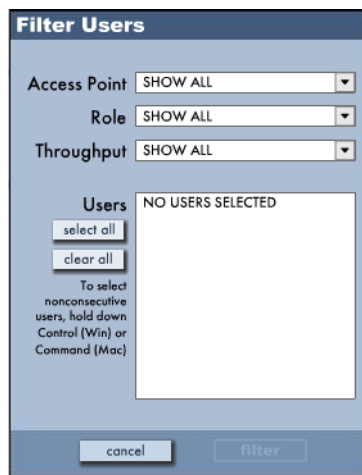 Filter Users
Access Point SHOW ALL
Role SHOW ALL
Throughput SHOW ALL
Users NO USERS SELECTED
select all
clear all
To select
nonconsecutive
users, hold down
Control (Win) or
Command (Mac)
cancel filter